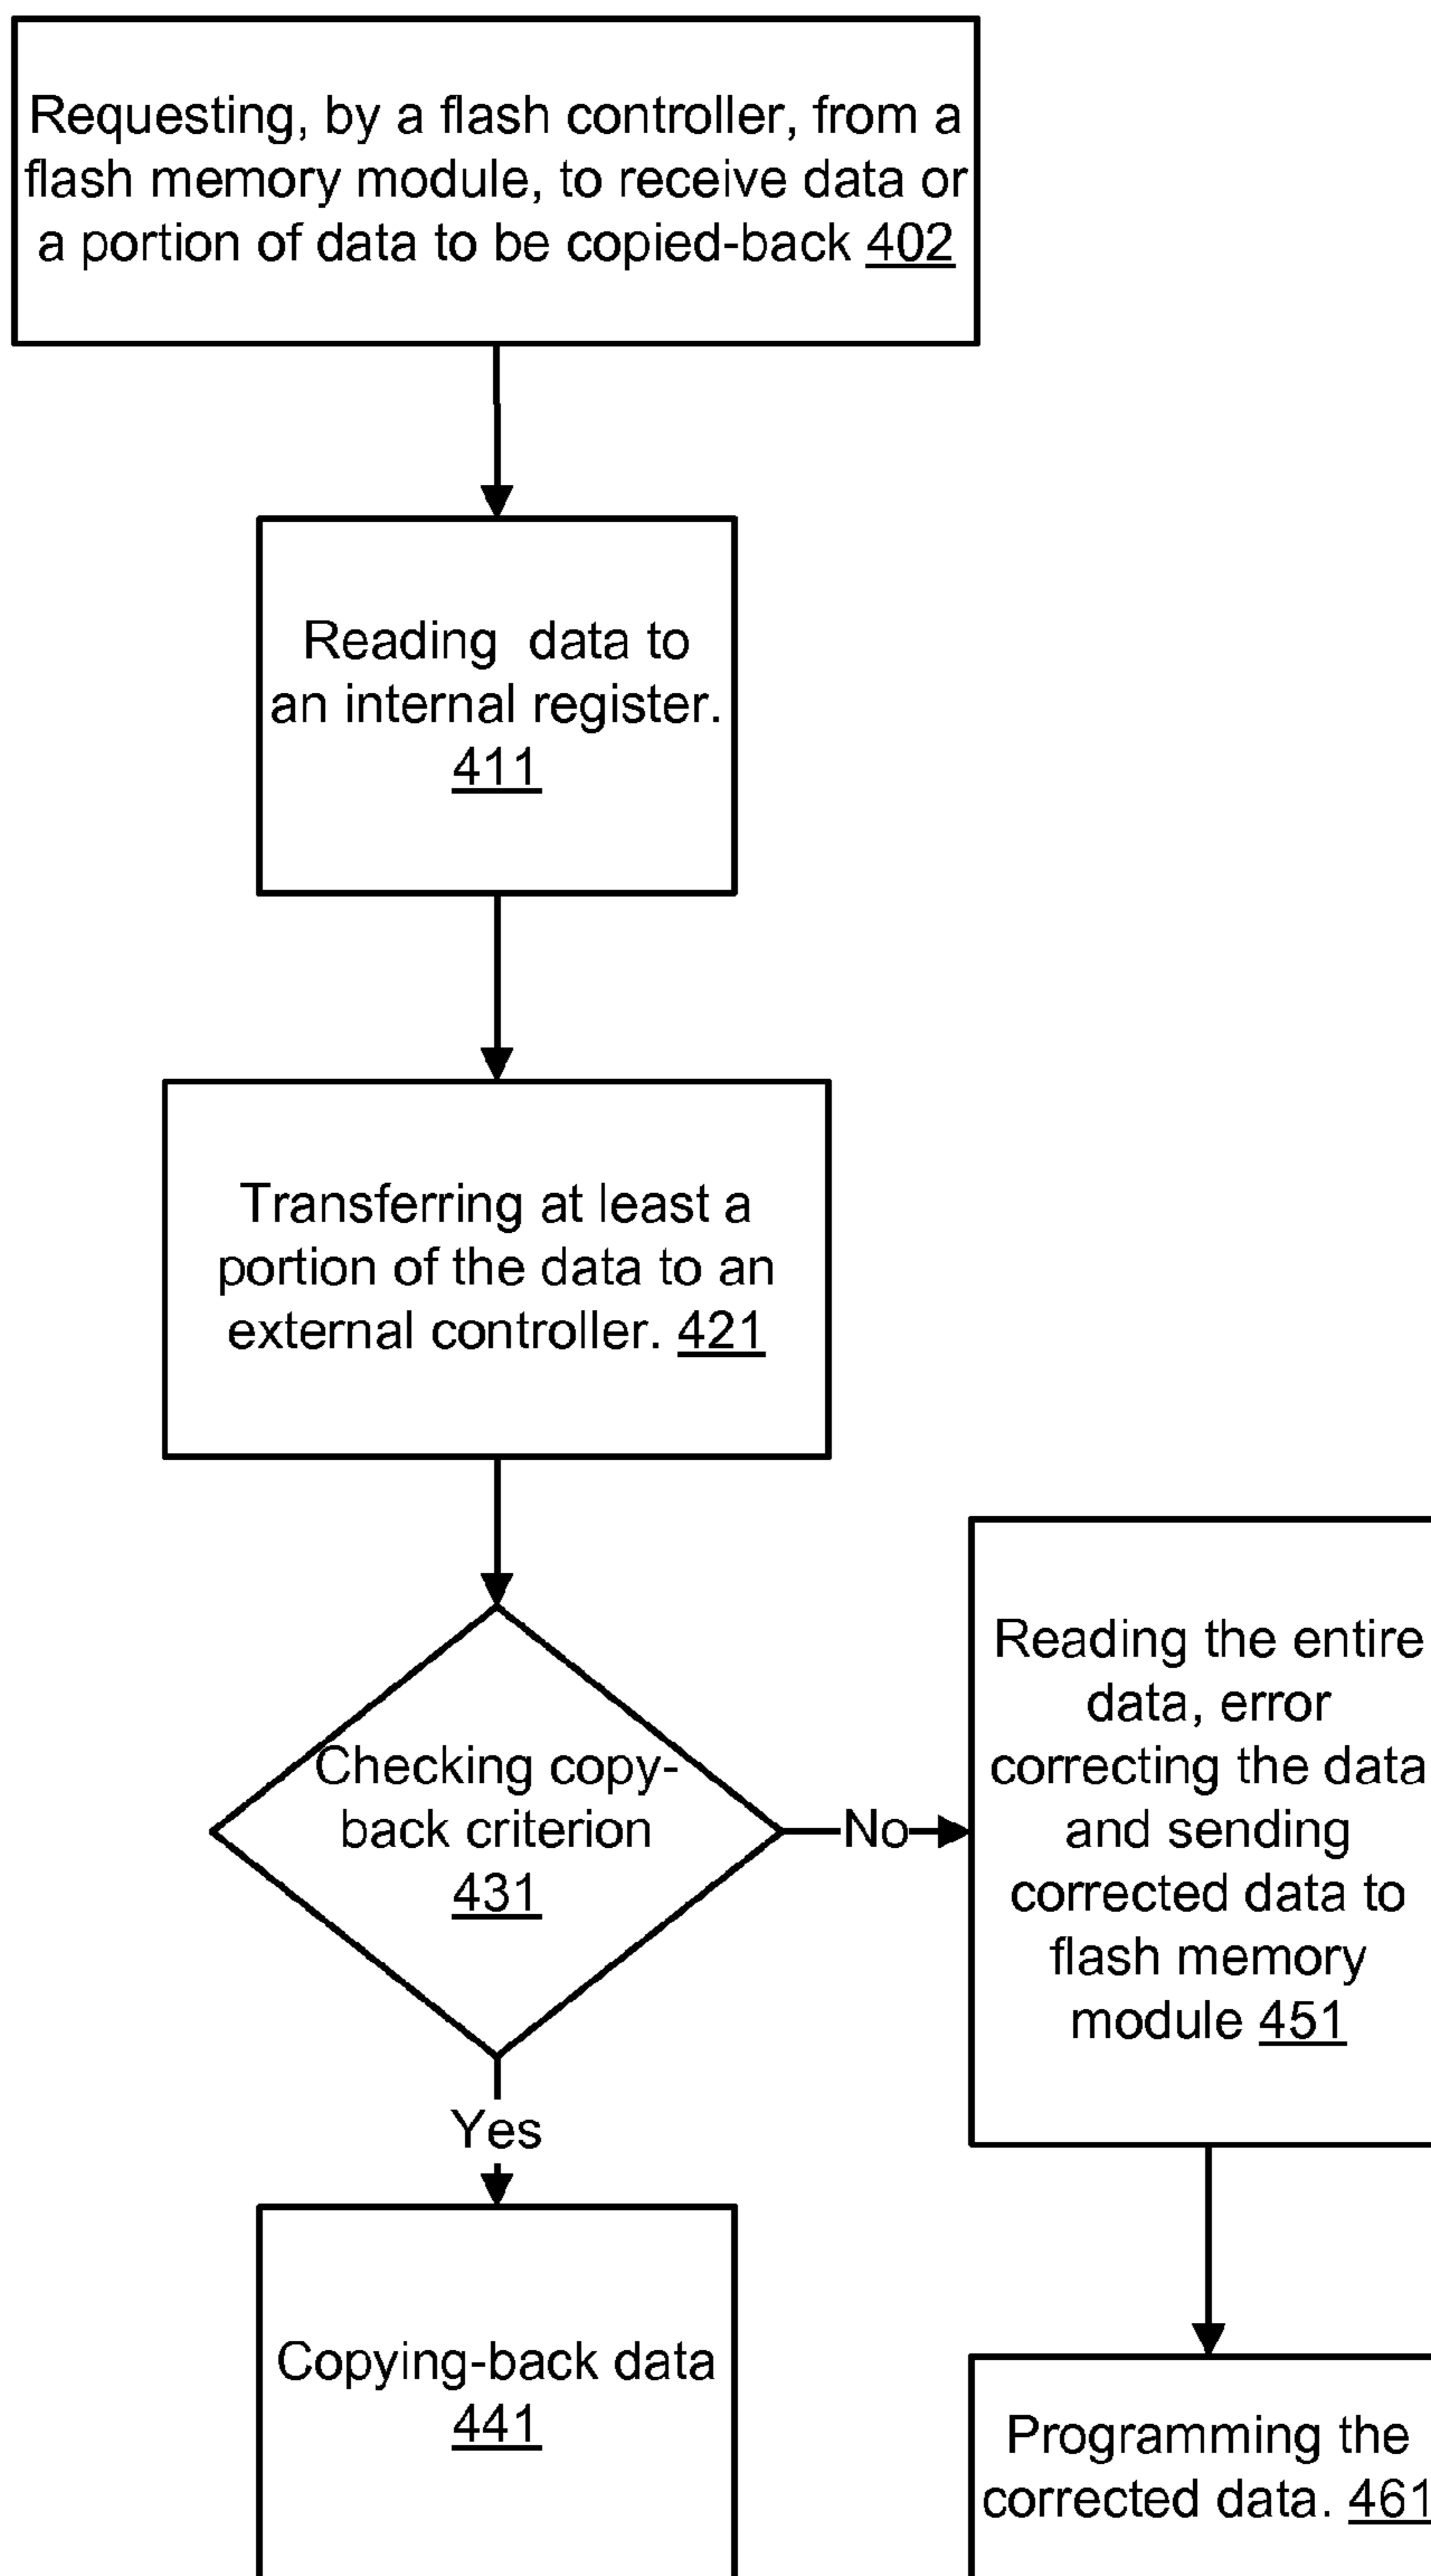 Requesting, by a flash controller, from a
flash memory module, to receive data or
a portion of data to be copied-back 402
Reading  data to
an internal register.
411
Transferring at least a
portion of the data to an
external controller. 421
Checking copy-
back criterion
431
No
Reading the entire
data, error
correcting the data
and sending
corrected data to
flash memory
module 451
Yes
Copying-back data
441
Programming the
corrected data. 461